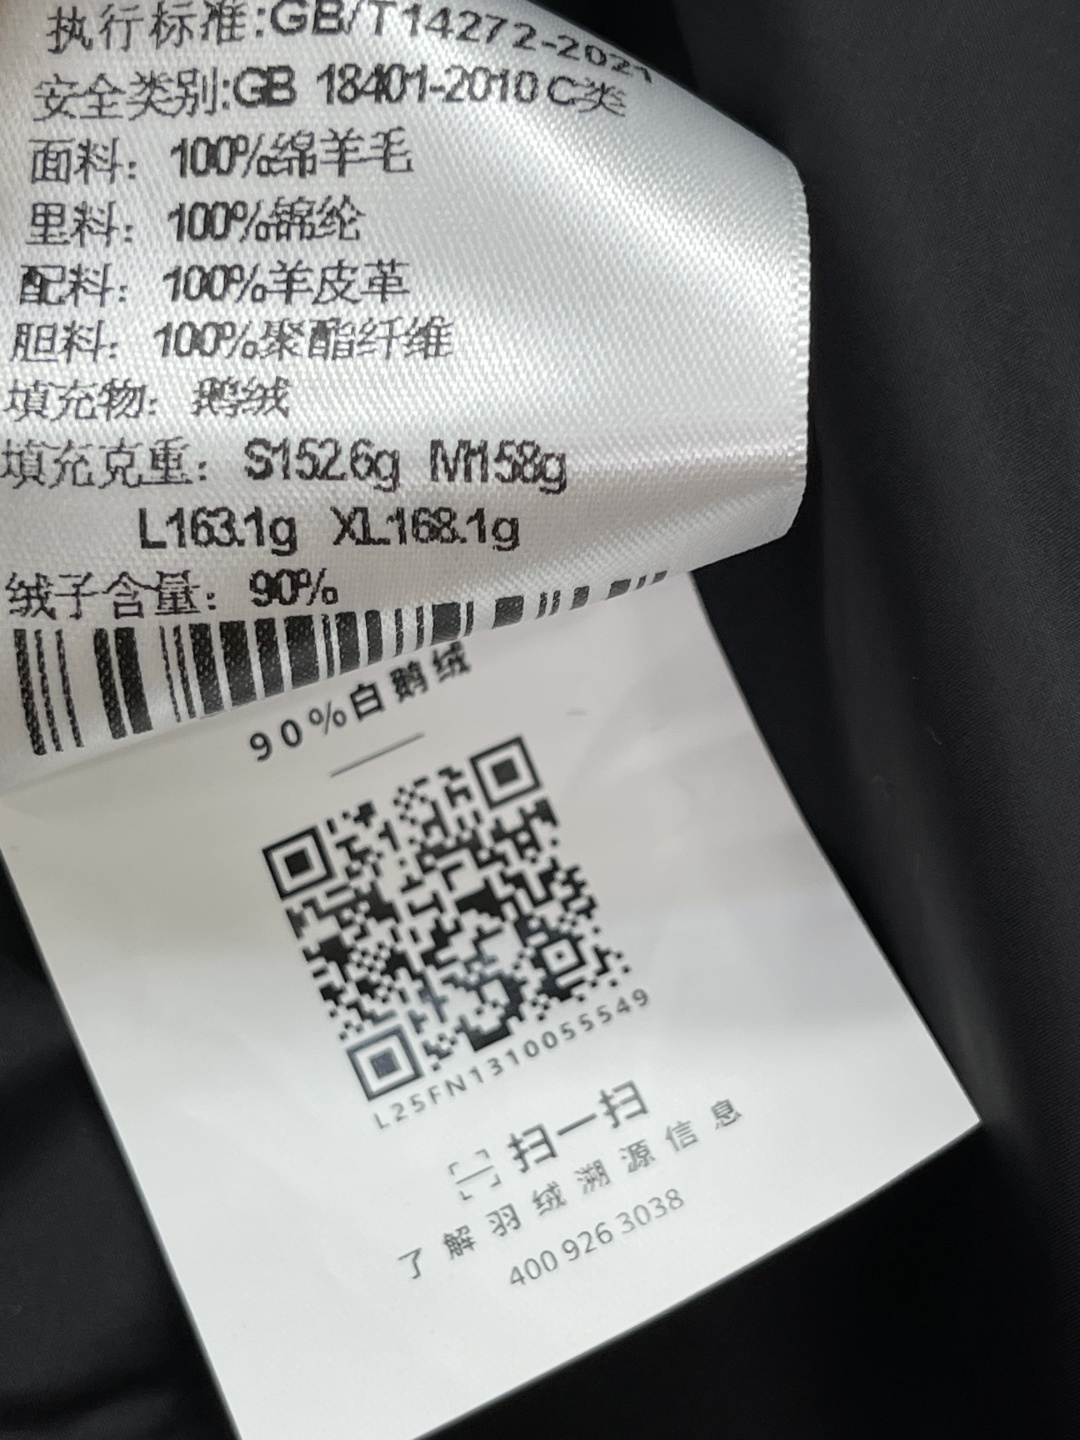 执行标准:GB/T14272-2021
安全类别:GB 18401-2010 C类
面料：100%绵羊毛
里料：100%锦纶
配料：100%羊皮革
胆料：100%聚酯纤维
填充物：鹅绒
填充克重：S152.6g M158g
L163.1g XL168.1g
绒子含量：90%
90%白鹅绒
L25FN1310055549
扫一扫
了解羽绒溯源信息
400 926 3038